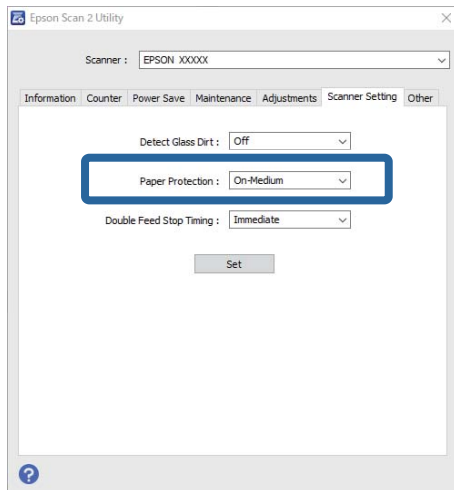 Epson Scan 2 Utility
Scanner : EPSON XXXXX
Information Counter Power Save Maintenance Adjustments Scanner Setting Other
Detect Glass Dirt : Off
Paper Protection : On-Medium
Double Feed Stop Timing : Immediate
Set
?